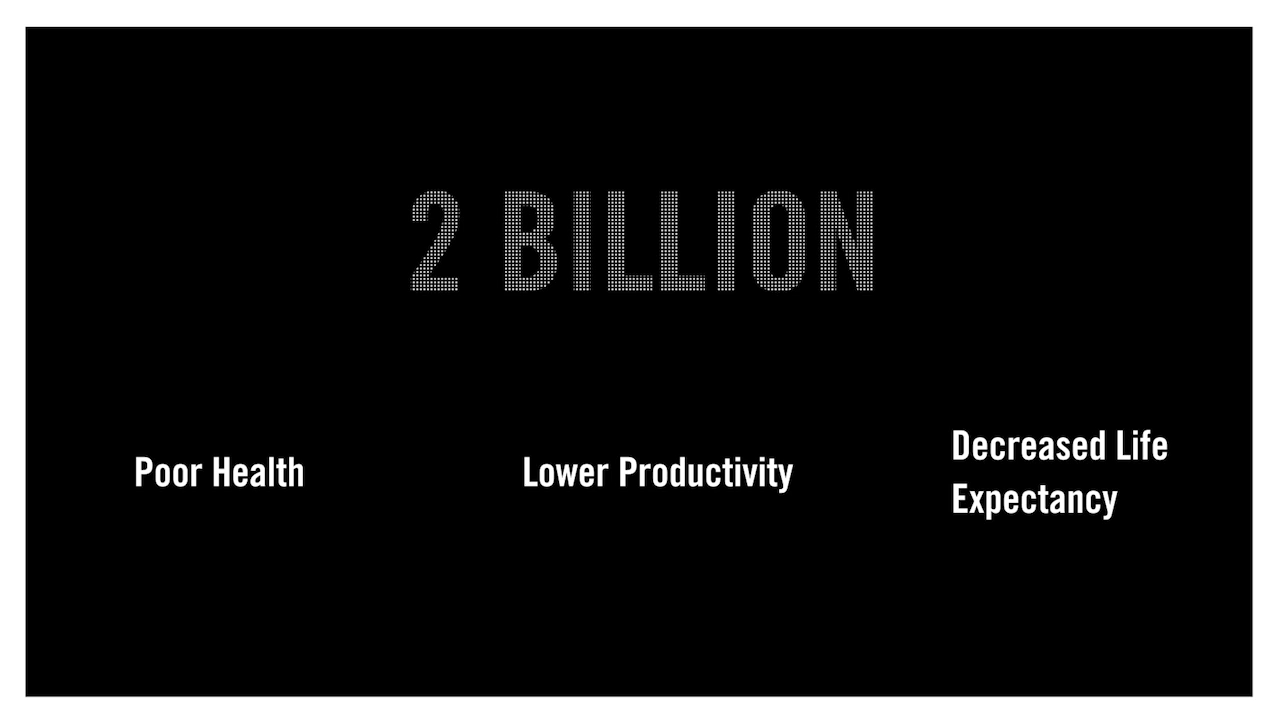 2 BILLION
Poor Health
Lower Productivity
Decreased Life
Expectancy